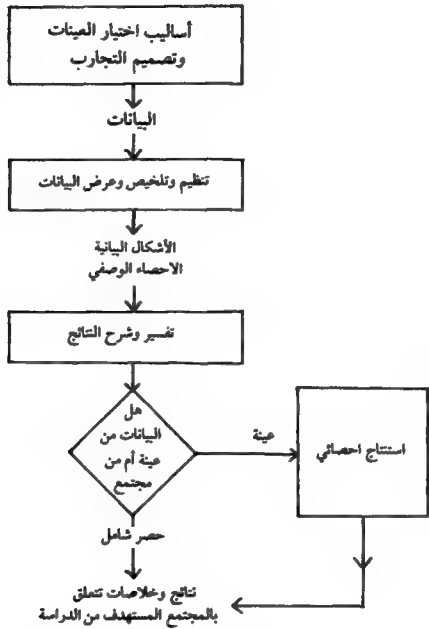 أساليب اختيار العينات
وتصميم التجارب
البيانات
تنظيم وتلخيص وعرض البيانات
الأشكال البيانية
الاحصاء الوصفي
تفسير وشرح النتائج
هل
البيانات من
عينة أم من
مجتمع
عينة
استنتاج احصائي
حصر شامل
نتائج وخلاصات تتعلق
بالمجتمع المستهدف من الدراسة